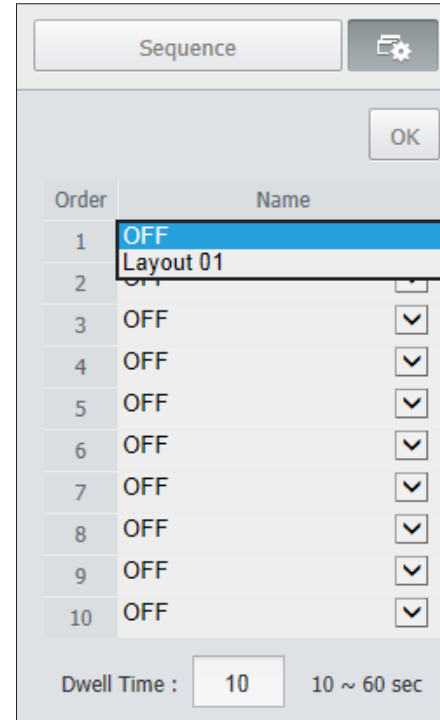 Sequence
OK
Order Name
1 OFF
Layout 01
2 OFF
3 OFF
4 OFF
5 OFF
6 OFF
7 OFF
8 OFF
9 OFF
10 OFF
Dwell Time : 10 10 ~ 60 sec